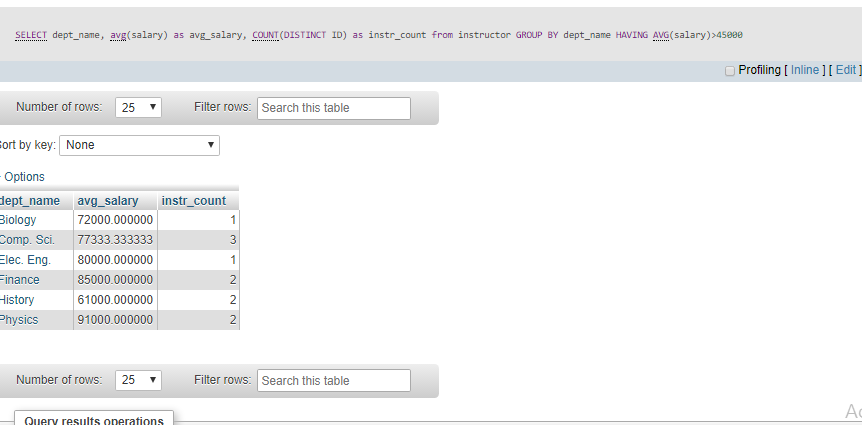 SELECT dept_name, avg(salary) as avg_salary, COUNT(DISTINCT ID) as instr_count from instructor GROUP BY dept_name HAVING AVG(salary)>45000
Profiling [ Inline ] [ Edit ]
Number of rows: 25 Filter rows: Search this table
Sort by key: None
Options
dept_name avg_salary instr_count
Biology 72000.000000 1
Comp. Sci. 77333.333333 3
Elec. Eng. 80000.000000 1
Finance 85000.000000 2
History 61000.000000 2
Physics 91000.000000 2
Number of rows: 25 Filter rows: Search this table
Query results operations